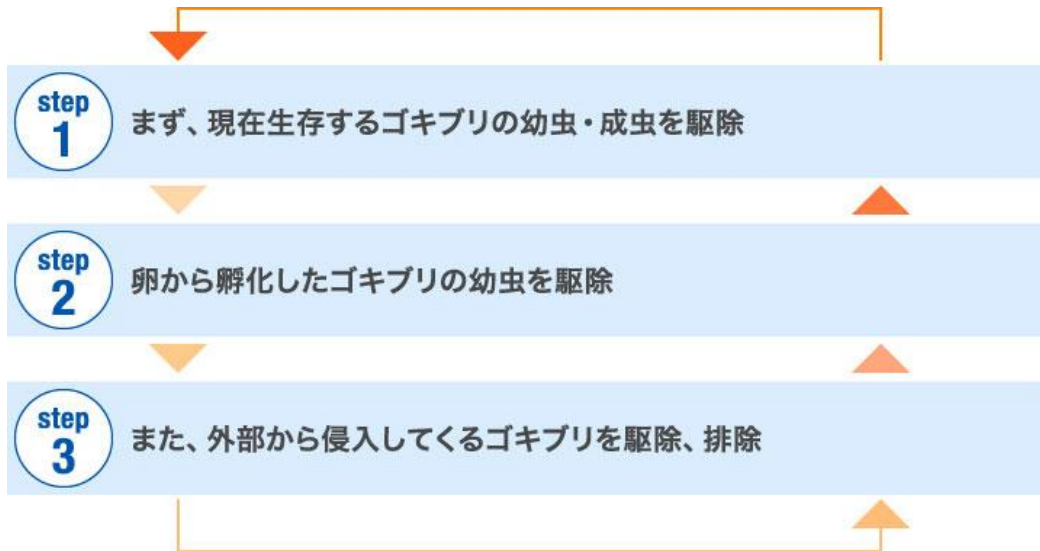 step
1
まず、現在生存するゴキブリの幼虫・成虫を駆除
step
2
卵から孵化したゴキブリの幼虫を駆除
step
3
また、外部から侵入してくるゴキブリを駆除、排除